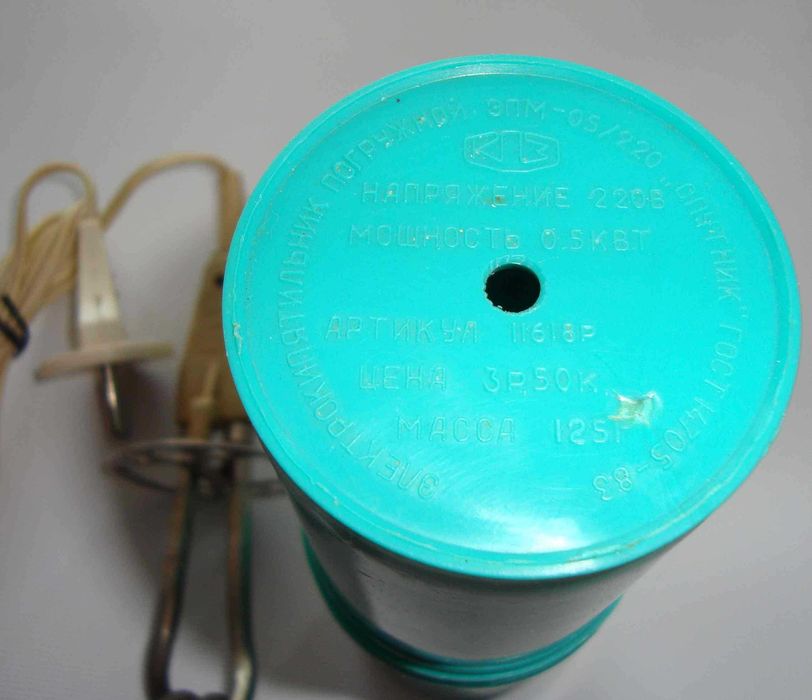 ЭЛЕКТРОКИПЯТИЛЬНИК ПОГРУЖНОЙ ЭПМ-05/220 „СПУТНИК" ГОСТ 14705-83
КПЗ
НАПРЯЖЕНИЕ 220В
МОЩНОСТЬ 0.5КВТ
АРТИКУЛ 11618Р
ЦЕНА 3р.50к.
МАССА 125г